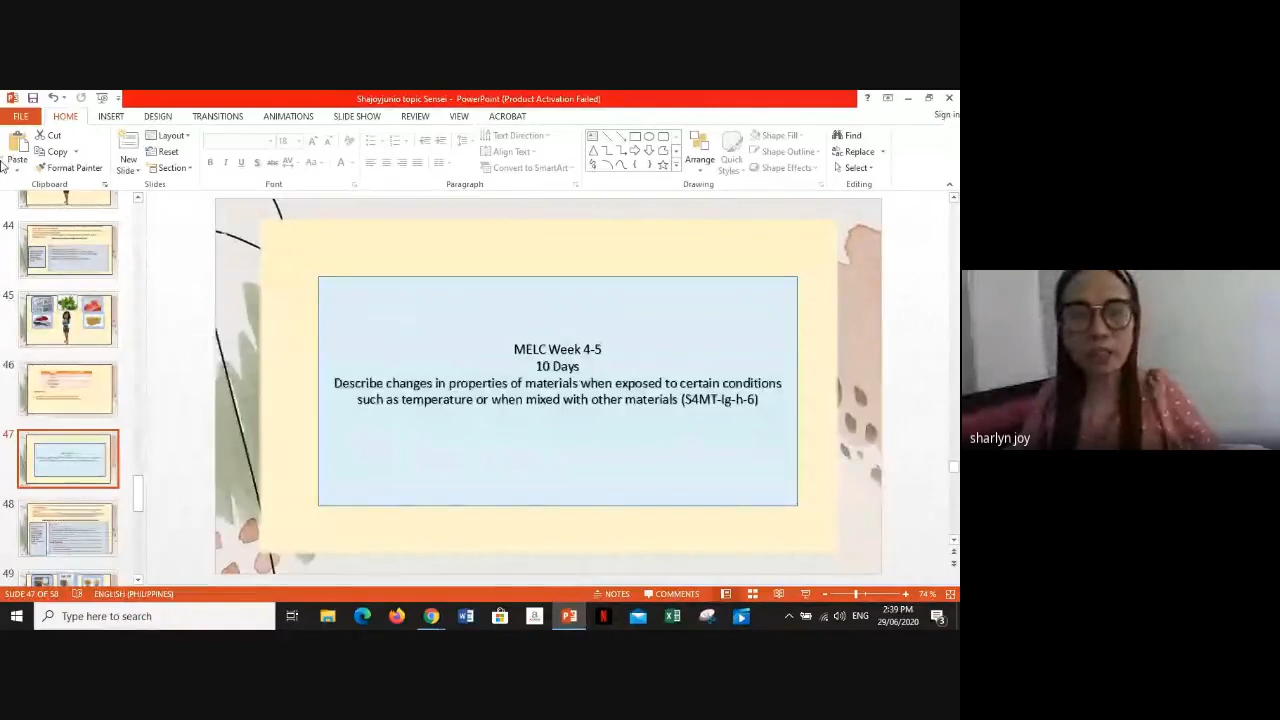 Shajoyjunio topic Sensei - PowerPoint (Product Activation Failed)
FILE HOME INSERT DESIGN TRANSITIONS ANIMATIONS SLIDE SHOW REVIEW VIEW ACROBAT Sign in
Paste
Cut
Copy
Format Painter
Clipboard
New Slide
Layout
Reset
Section
Slides
18
Font
Text Direction
Align Text
Convert to SmartArt
Paragraph
Arrange
Quick Styles
Shape Fill
Shape Outline
Shape Effects
Drawing
Find
Replace
Select
Editing
44
45
46
47
48
49
MELC Week 4-5
10 Days
Describe changes in properties of materials when exposed to certain conditions
such as temperature or when mixed with other materials (S4MT-Ig-h-6)
sharlyn joy
SLIDE 47 OF 58 ENGLISH (PHILIPPINES) NOTES COMMENTS 74 %
Type here to search
ENG
2:39 PM
29/06/2020
3